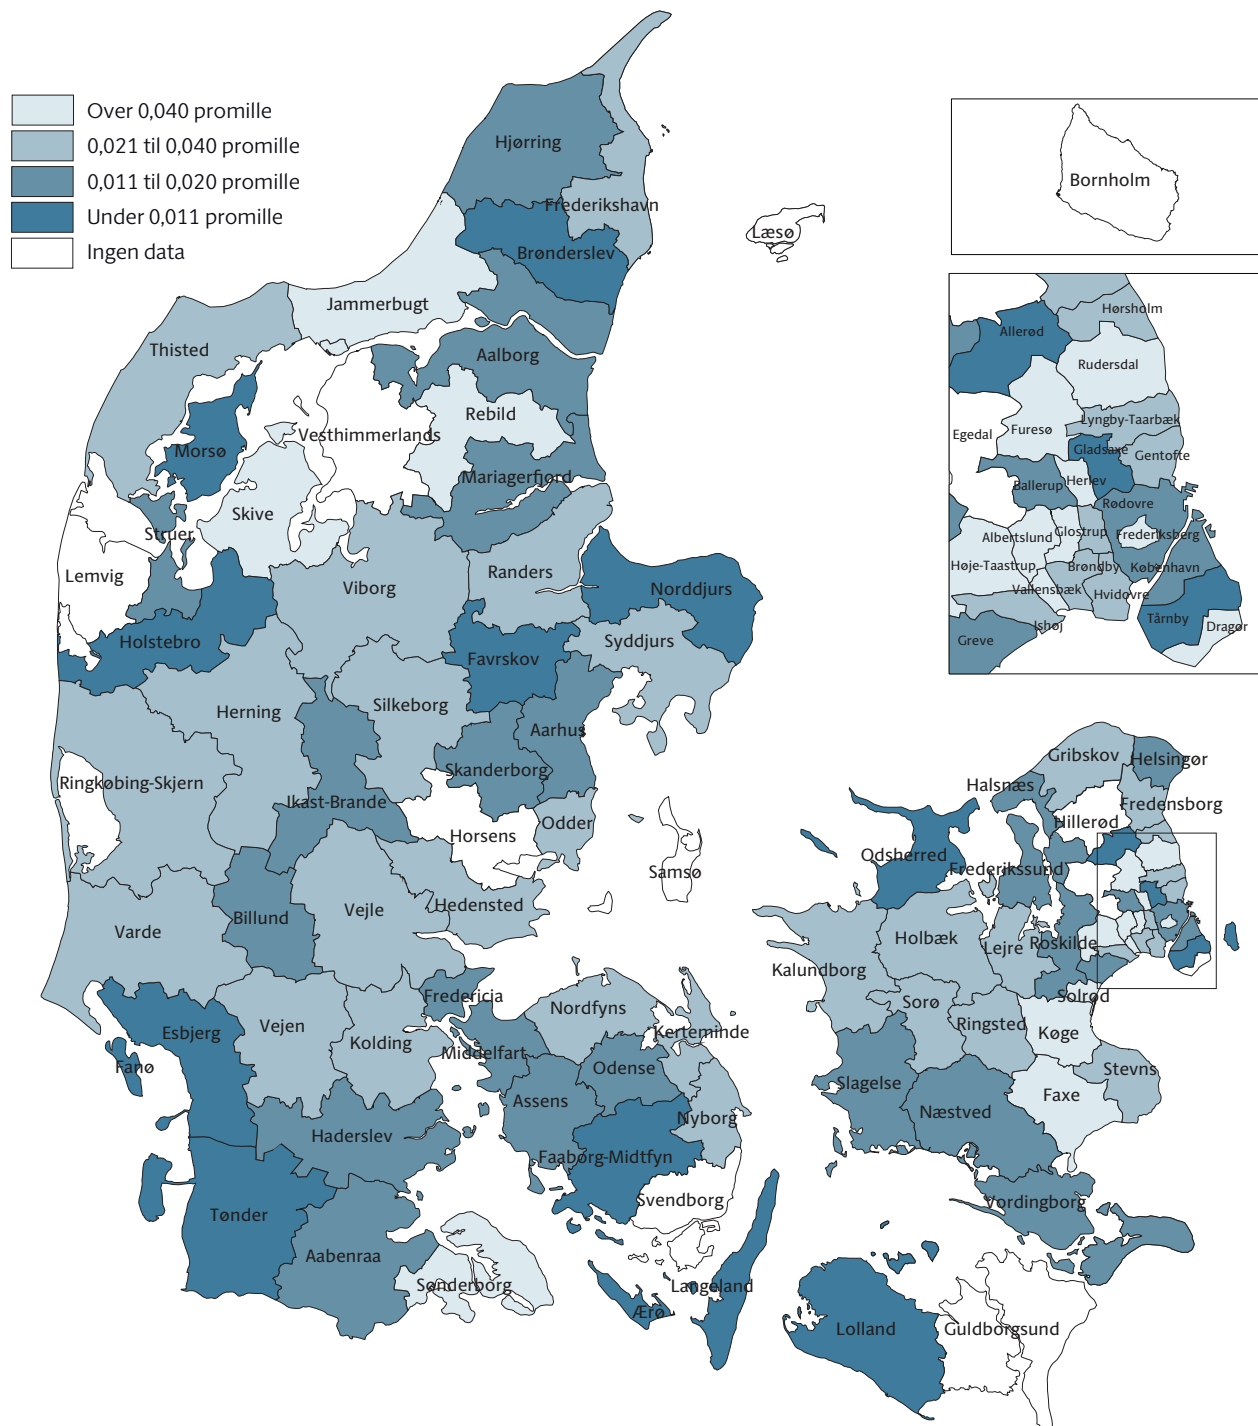 Over 0,040 promille
0,021 til 0,040 promille
0,011 til 0,020 promille
Under 0,011 promille
Ingen data
Hjørring
Frederikshavn
Brønderslev
Læsø
Jammerbugt
Thisted
Aalborg
Rebild
Vesthimmerlands
Morsø
Mariagerfjord
Skive
Struer
Lemvig
Viborg
Randers
Norddjurs
Holstebro
Favrskov
Syddjurs
Herning
Silkeborg
Aarhus
Ringkøbing-Skjern
Skanderborg
Ikast-Brande
Horsens
Odder
Samsø
Hedensted
Vejle
Billund
Varde
Fredericia
Esbjerg
Vejen
Kolding
Fanø
Nordfyns
Kerteminde
Middelfart
Odense
Assens
Nyborg
Haderslev
Faaborg-Midtfyn
Svendborg
Tønder
Aabenraa
Sønderborg
Langeland
Ærø
Bornholm
Hørsholm
Allerød
Rudersdal
Lyngby-Taarbæk
Furesø
Egedal
Gladsaxe
Gentofte
Ballerup
Herlev
Rødovre
Albertslund
Glostrup
Frederiksberg
Høje-Taastrup
Brøndby
København
Vallensbæk
Hvidovre
Ishøj
Tårnby
Dragør
Greve
Gribskov
Helsingør
Halsnæs
Fredensborg
Hillerød
Odsherred
Frederikssund
Holbæk
Lejre
Roskilde
Kalundborg
Solrød
Sorø
Ringsted
Køge
Stevns
Slagelse
Næstved
Faxe
Vordingborg
Lolland
Guldborgsund